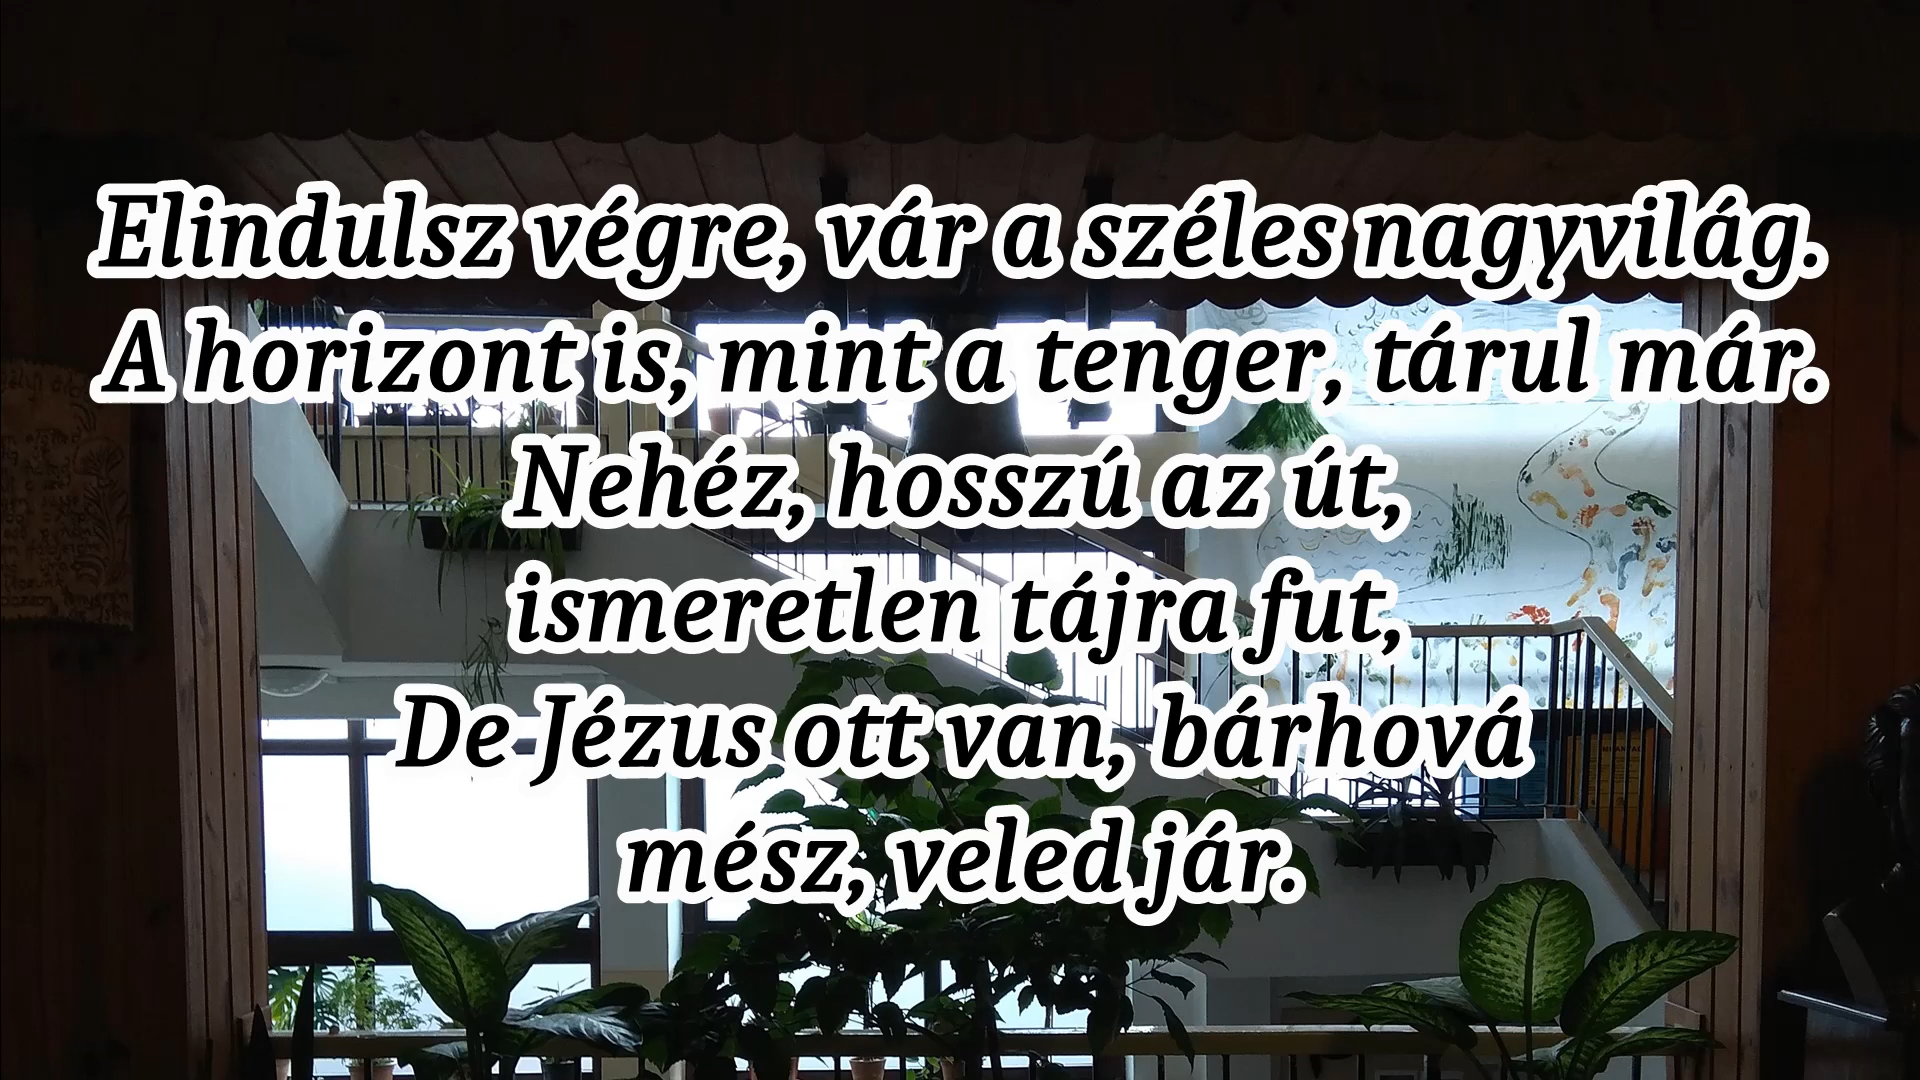 Elindulsz végre, vár a széles nagyvilág.
A horizont is, mint a tenger, tárul már.
Nehéz, hosszú az út,
ismeretlen tájra fut,
De Jézus ott van, bárhová
mész, veled jár.